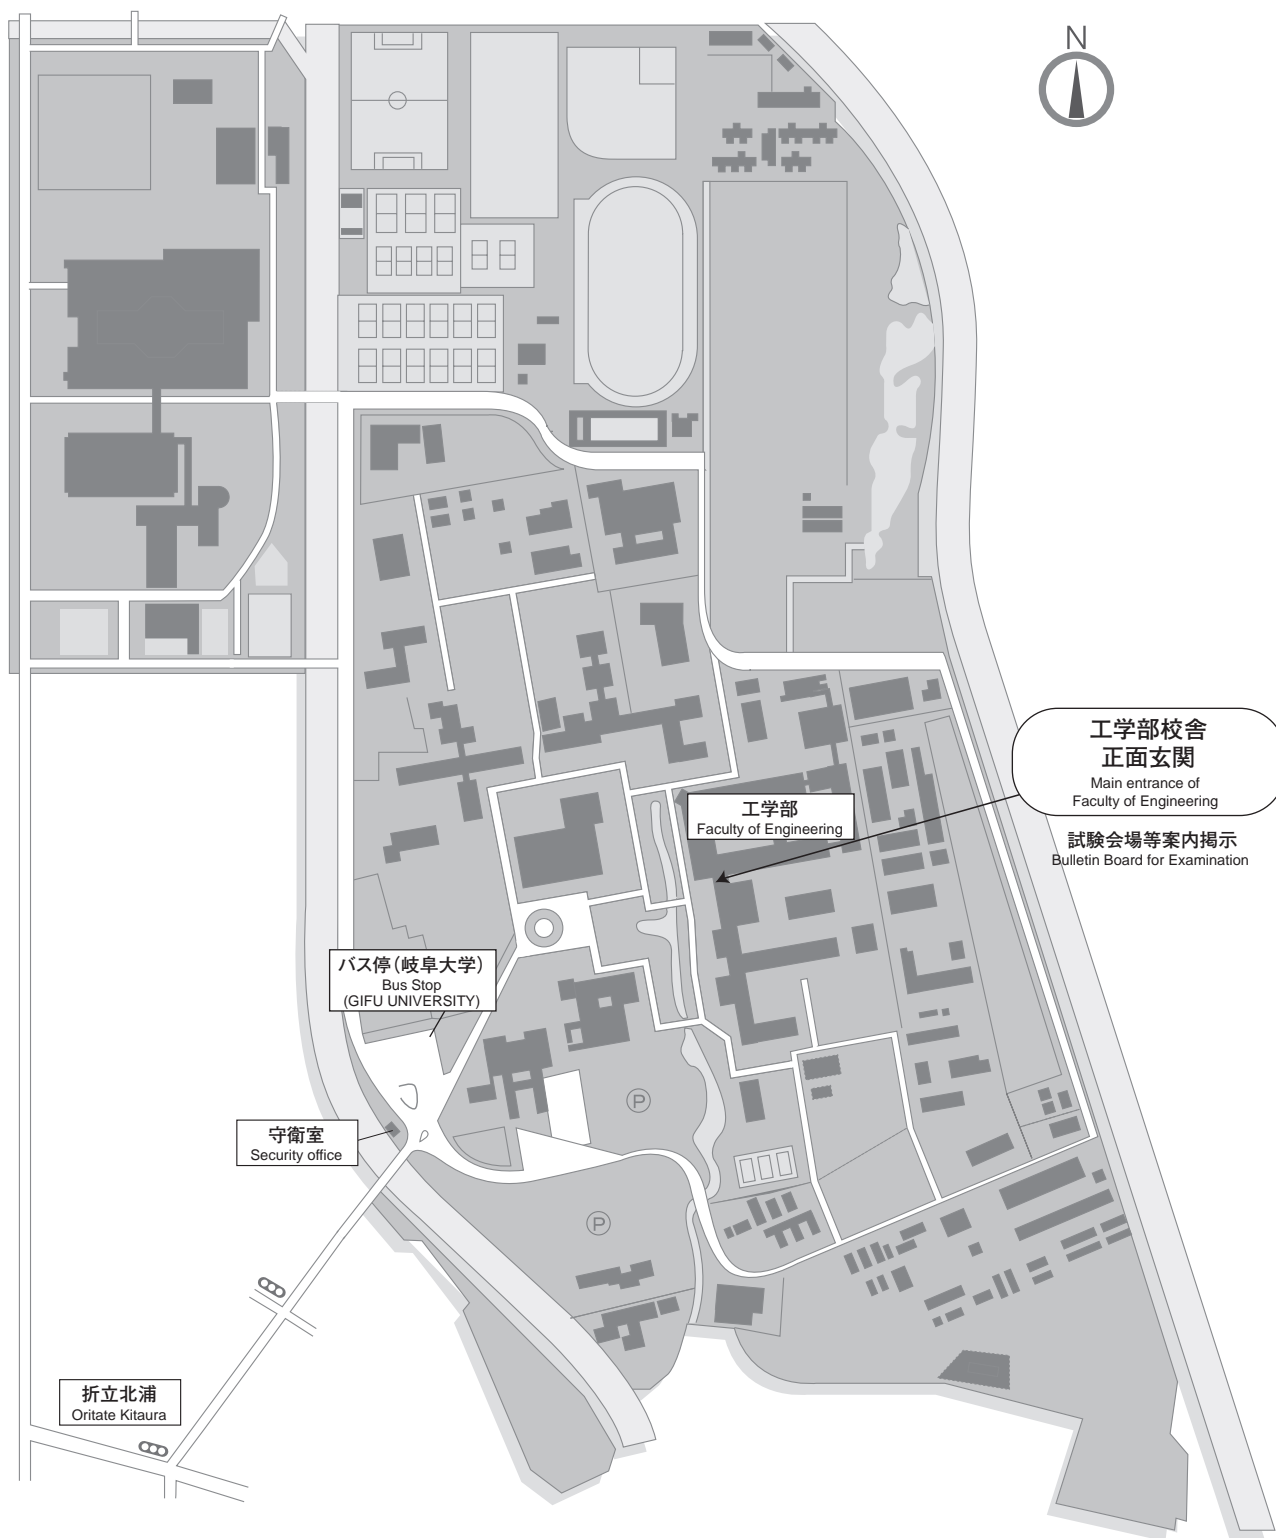 N
工学部校舎
正面玄関
Main entrance of
Faculty of Engineering
試験会場等案内掲示
Bulletin Board for Examination
工学部
Faculty of Engineering
バス停(岐阜大学)
Bus Stop
(GIFU UNIVERSITY)
P
守衛室
Security office
P
折立北浦
Oritate Kitaura